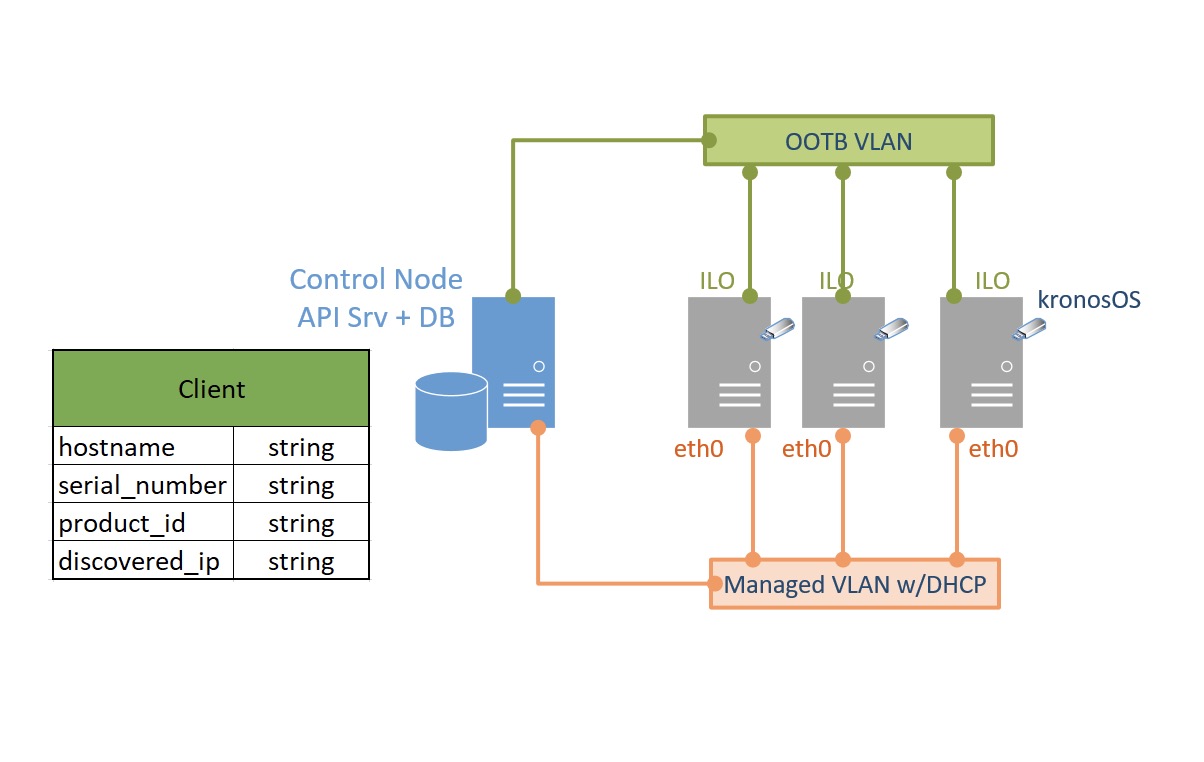 OOTB VLAN
Control Node
API Srv + DB
ILO
ILO
ILO
kronosOS
Client
hostname string
serial_number string
product_id string
discovered_ip string
eth0
eth0
eth0
Managed VLAN w/DHCP